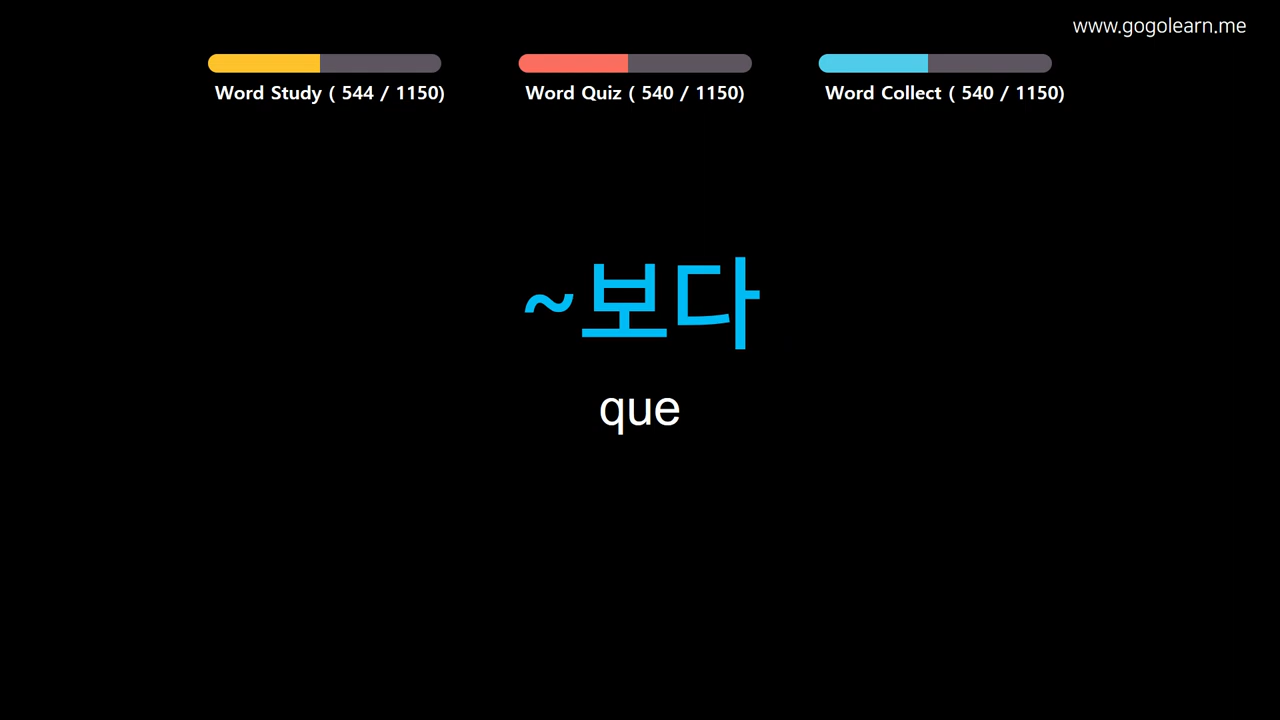 www.gogolearn.me
Word Study ( 544 / 1150)
Word Quiz ( 540 / 1150)
Word Collect ( 540 / 1150)
~보다
que